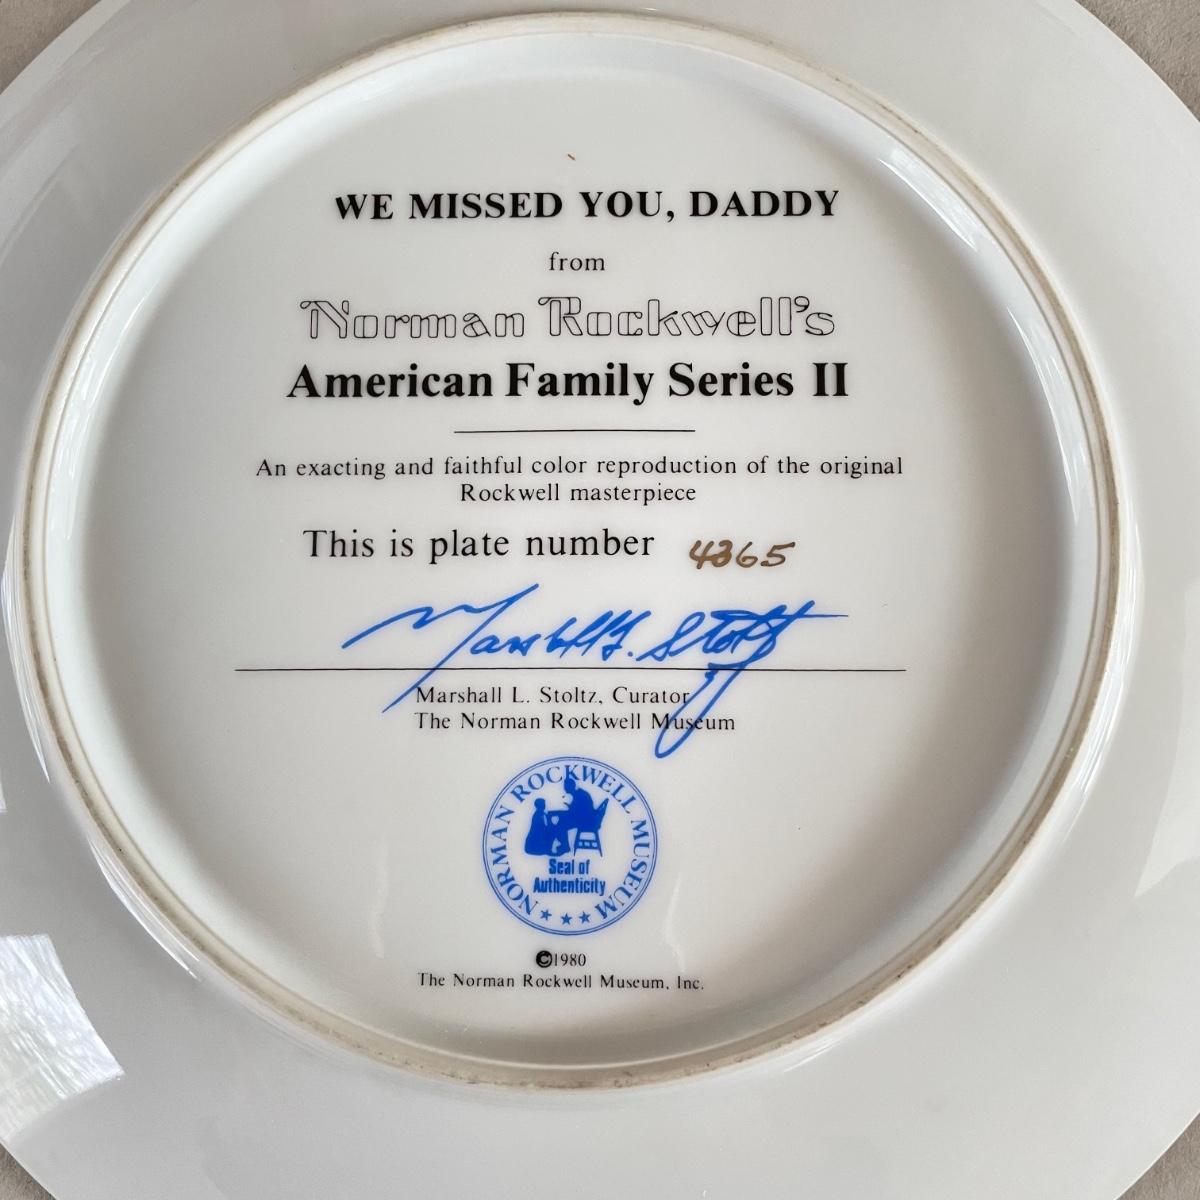 WE MISSED YOU, DADDY
from
Norman Rockwell's
American Family Series II
An exacting and faithful color reproduction of the original
Rockwell masterpiece
This is plate number 4365
Marshall L. Stoltz
Marshall L. Stoltz, Curator
The Norman Rockwell Museum
NORMAN ROCKWELL MUSEUM
Seal of
Authenticity
©1980
The Norman Rockwell Museum, Inc.